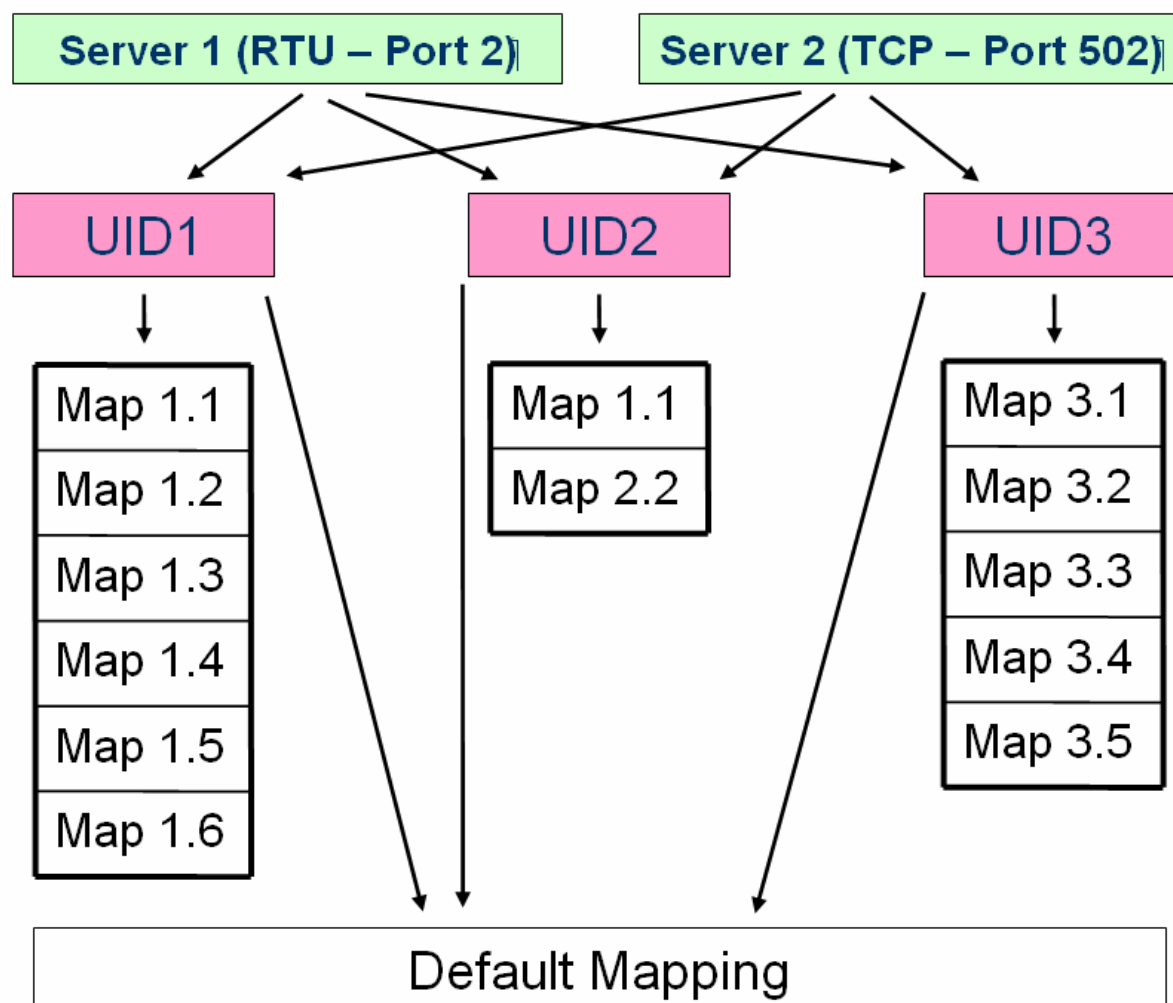 Server 1 (RTU – Port 2)
Server 2 (TCP – Port 502)
UID1
UID2
UID3
Map 1.1
Map 1.2
Map 1.3
Map 1.4
Map 1.5
Map 1.6
Map 1.1
Map 2.2
Map 3.1
Map 3.2
Map 3.3
Map 3.4
Map 3.5
Default Mapping